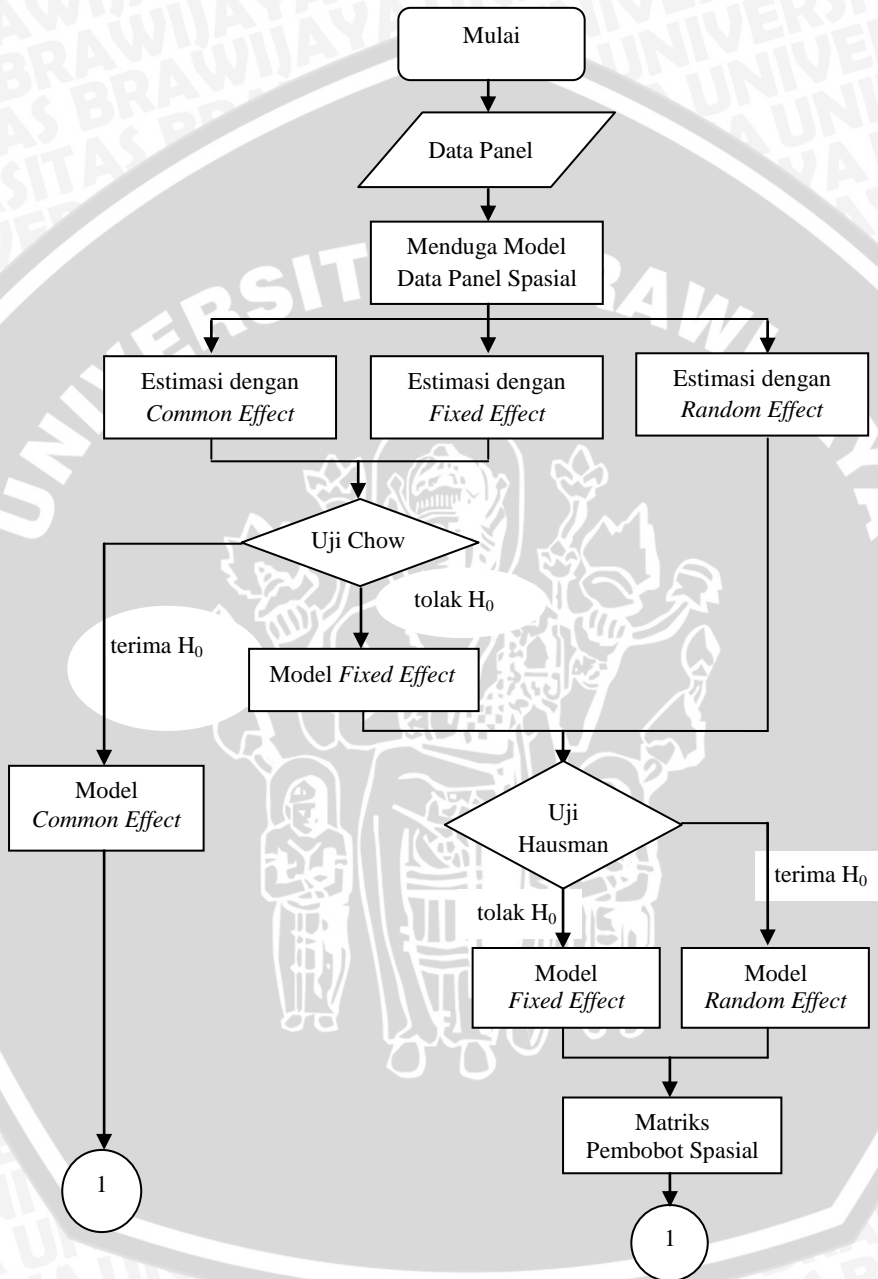 Mulai
Data Panel
Menduga Model
Data Panel Spasial
Estimasi dengan
Common Effect
Estimasi dengan
Fixed Effect
Estimasi dengan
Random Effect
Uji Chow
tolak H₀
terima H₀
Model Fixed Effect
Model
Common Effect
Uji
Hausman
terima H₀
tolak H₀
Model
Fixed Effect
Model
Random Effect
Matriks
Pembobot Spasial
1
1